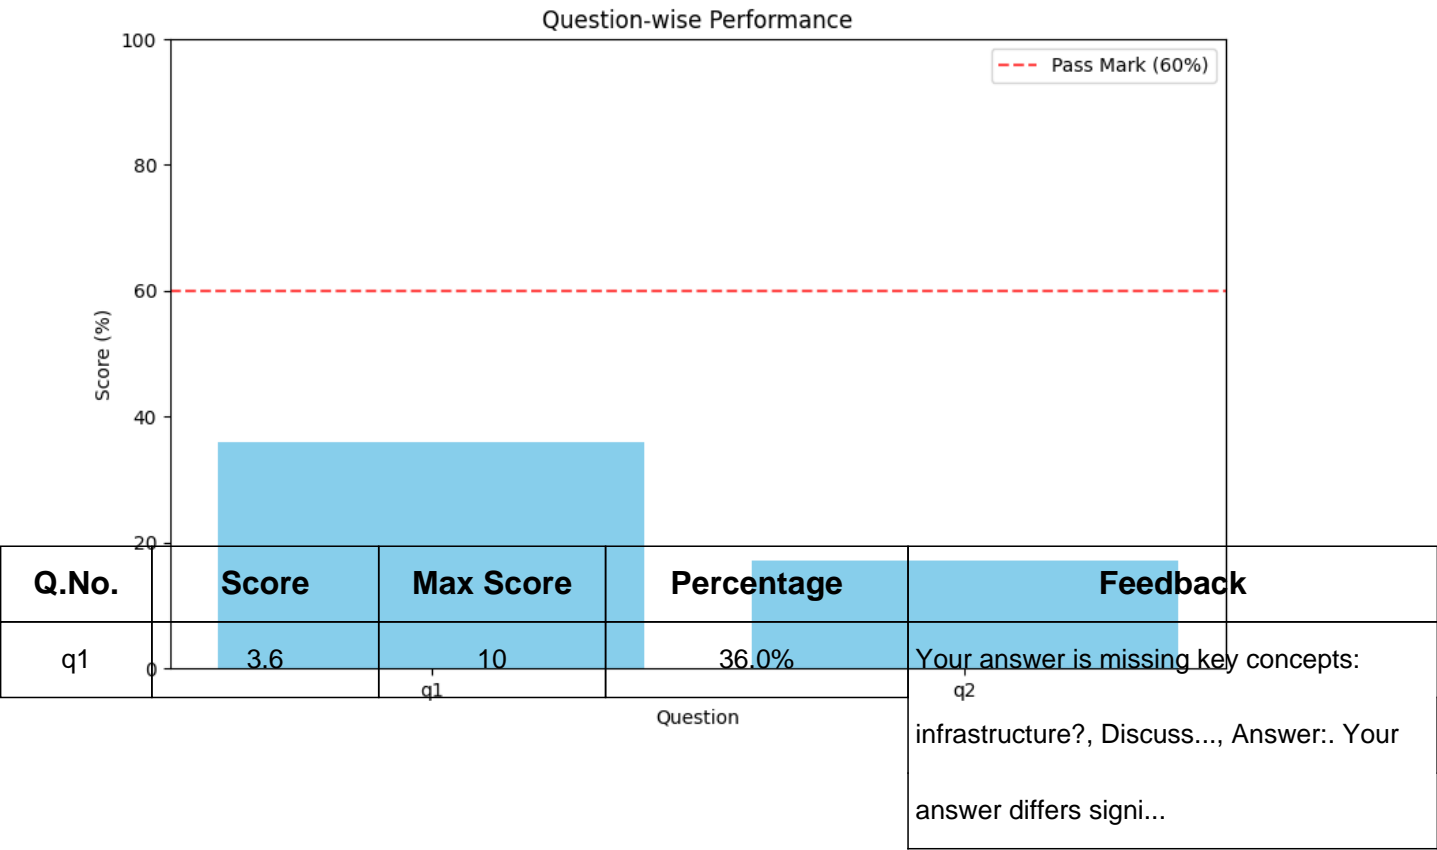 Question-wise Performance
100
Pass Mark (60%)
80
60
Score (%)
40
20
Q.No. Score Max Score Percentage Feedback
q1 3.6 10 36.0% Your answer is missing key concepts:
0
q1 q2
Question
infrastructure?, Discuss..., Answer:. Your
answer differs signi...